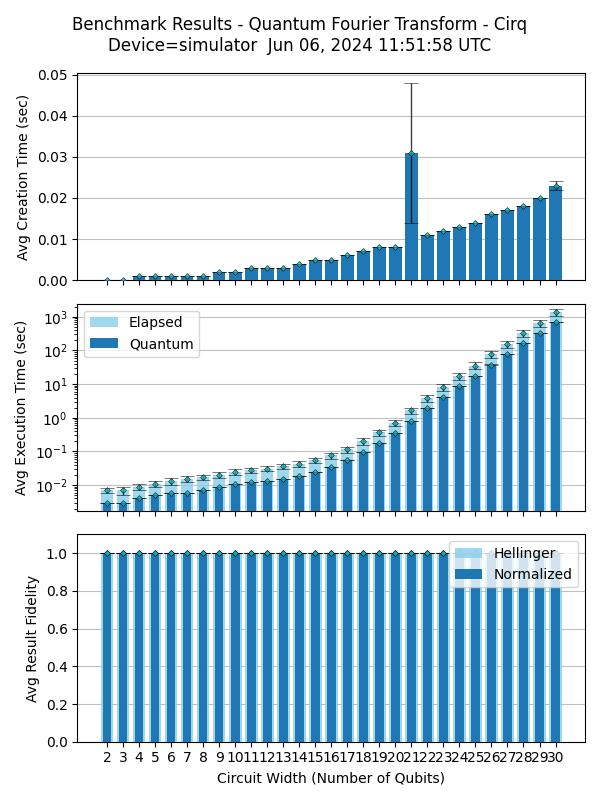 Benchmark Results - Quantum Fourier Transform - Cirq
Device=simulator  Jun 06, 2024 11:51:58 UTC
Avg Creation Time (sec)
0.05
0.04
0.03
0.02
0.01
0.00
Avg Execution Time (sec)
10³
10²
10¹
10⁰
10⁻¹
10⁻²
Elapsed
Quantum
Avg Result Fidelity
1.0
0.8
0.6
0.4
0.2
0.0
Hellinger
Normalized
2 3 4 5 6 7 8 9 10 11 12 13 14 15 16 17 18 19 20 21 22 23 24 25 26 27 28 29 30
Circuit Width (Number of Qubits)